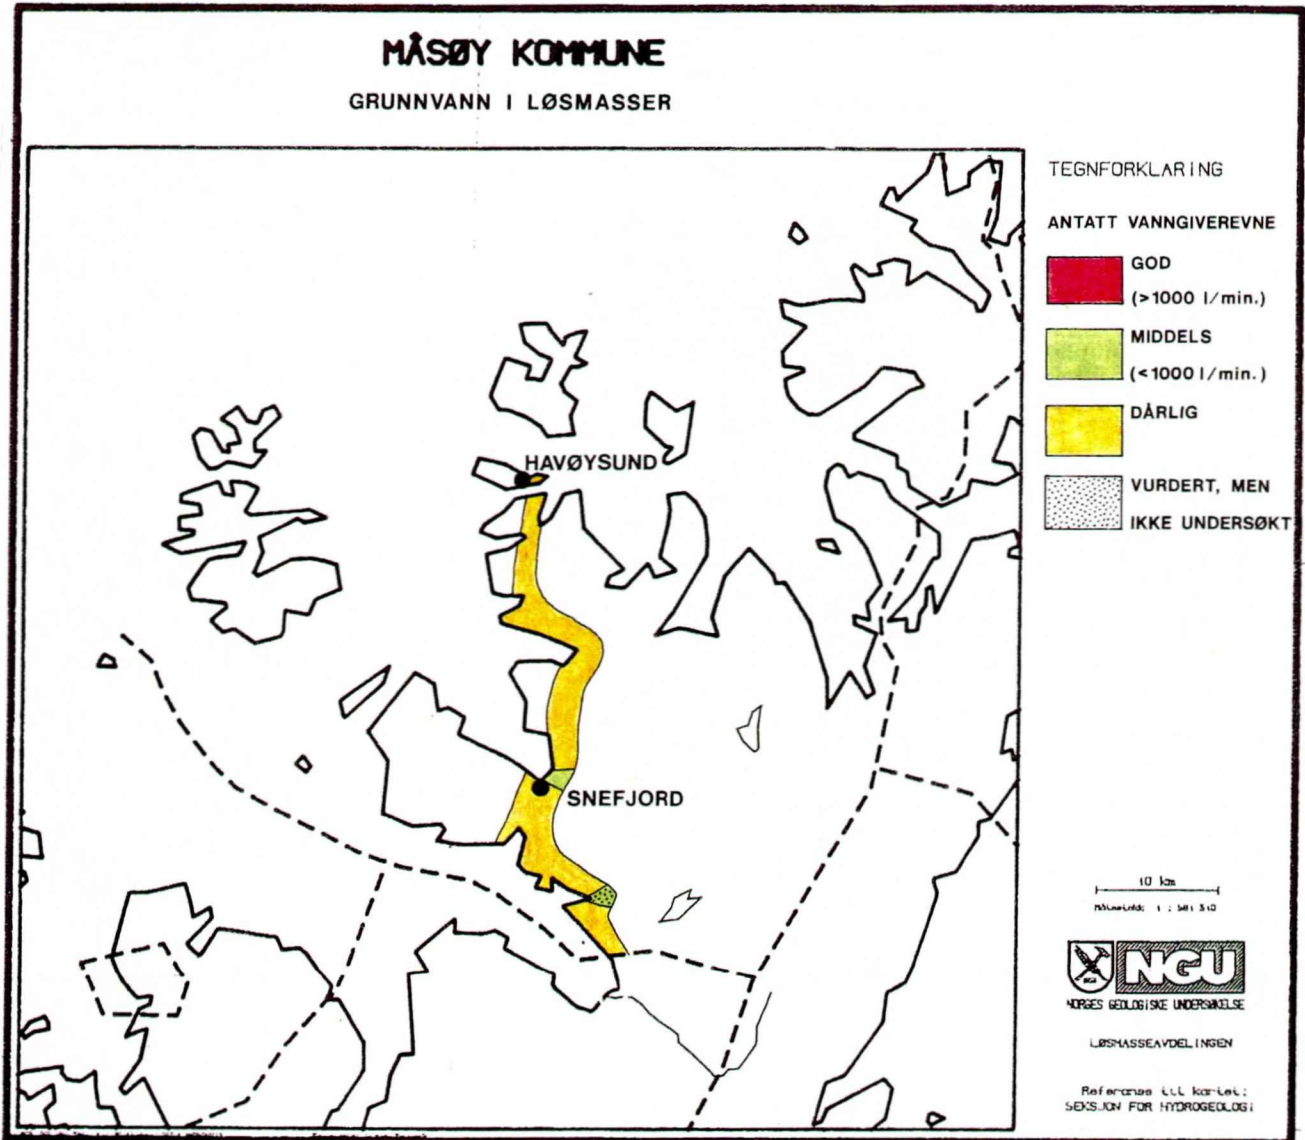 MÅSØY KOMMUNE
GRUNNVANN I LØSMASSER
TEGNFORKLARING
ANTATT VANNGIVEREVNE
GOD
(>1000 l/min.)
MIDDELS
(<1000 l/min.)
DÅRLIG
VURDERT, MEN
IKKE UNDERSØKT
HAVØYSUND
SNEFJORD
10 km
NGU
NORGES GEOLOGISKE UNDERSØKELSE
LØSMASSEAVDELINGEN
Referanse til kartet:
SEKSJON FOR HYDROGEOLOGI